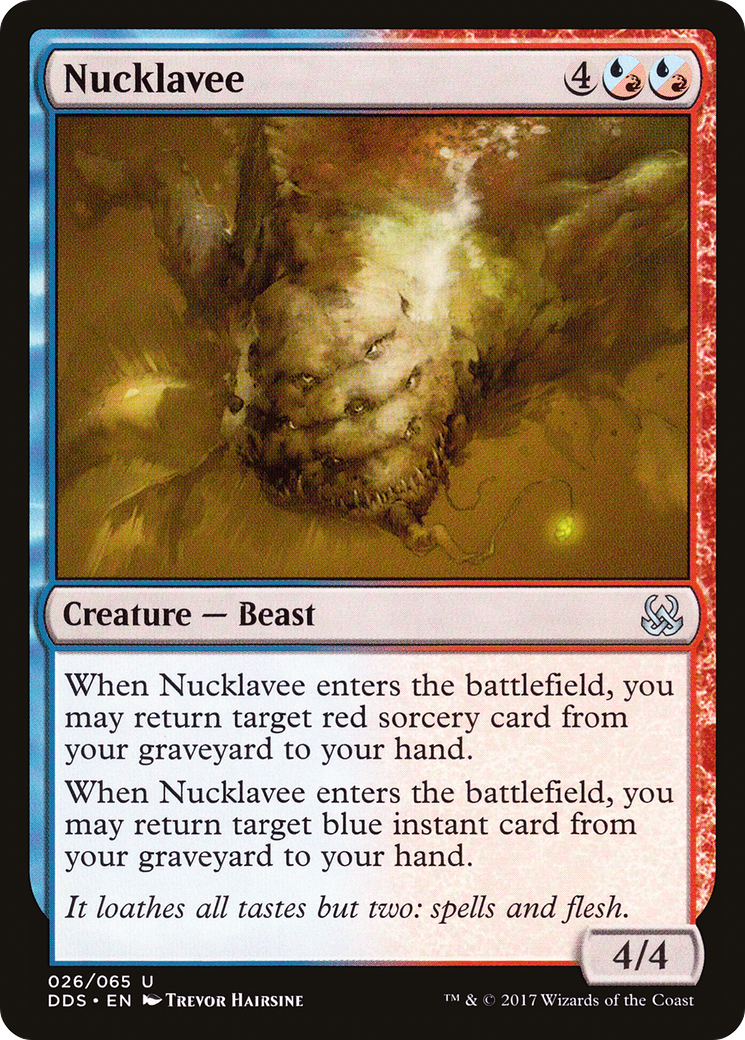 Nucklavee
4
Creature — Beast
When Nucklavee enters the battlefield, you
may return target red sorcery card from
your graveyard to your hand.
When Nucklavee enters the battlefield, you
may return target blue instant card from
your graveyard to your hand.
It loathes all tastes but two: spells and flesh.
4/4
026/065 U
DDS • EN Trevor Hairsine
™ & © 2017 Wizards of the Coast